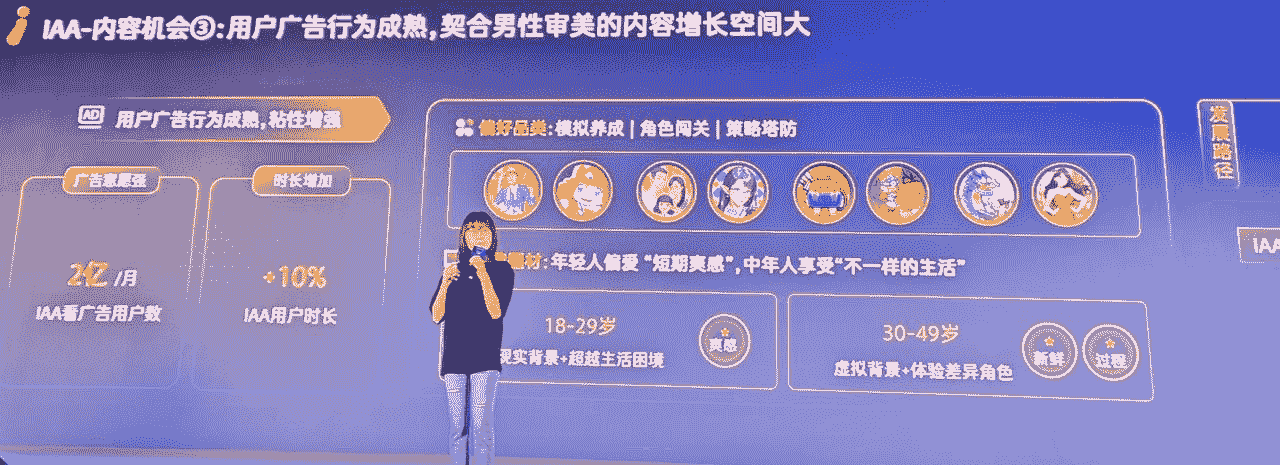 IAA-内容机会③:用户广告行为成熟,契合男性审美的内容增长空间大
AD 用户广告行为成熟,粘性增强
广告意愿强
2亿 /月
IAA看广告用户数
时长增加
+10%
IAA用户时长
偏好品类:模拟养成 | 角色闯关 | 策略塔防
题材:年轻人偏爱“短期爽感”,中年人享受“不一样的生活”
18-29岁
现实背景+超越生活困境
爽感
30-49岁
虚拟背景+体验差异角色
新鲜
过程
发展路径
IAA